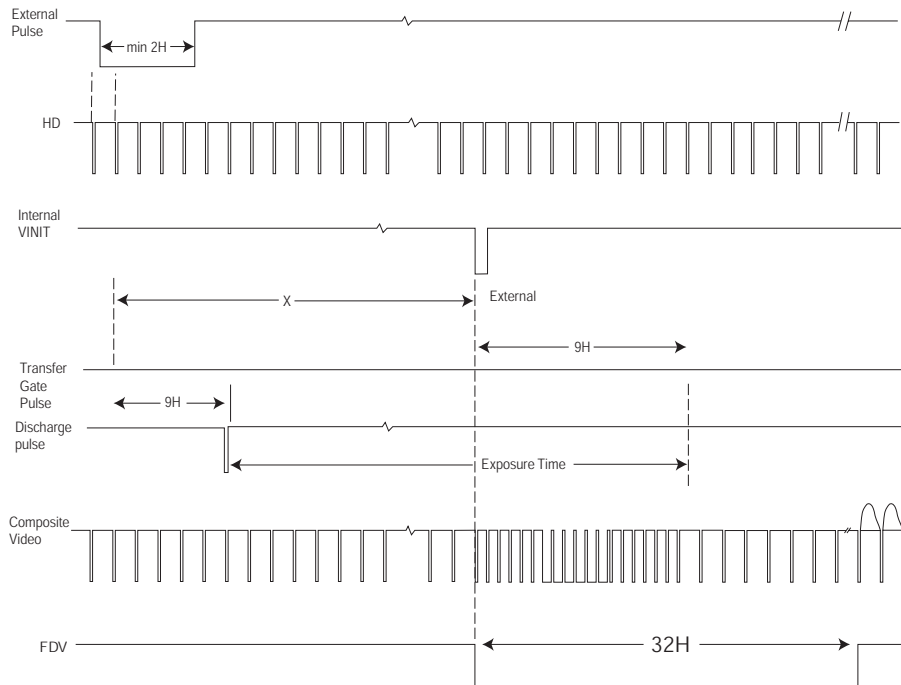 External
Pulse
min 2H
HD
Internal
VINIT
X
External
9H
Transfer
Gate
Pulse
9H
Discharge
pulse
Exposure Time
Composite
Video
FDV
32H